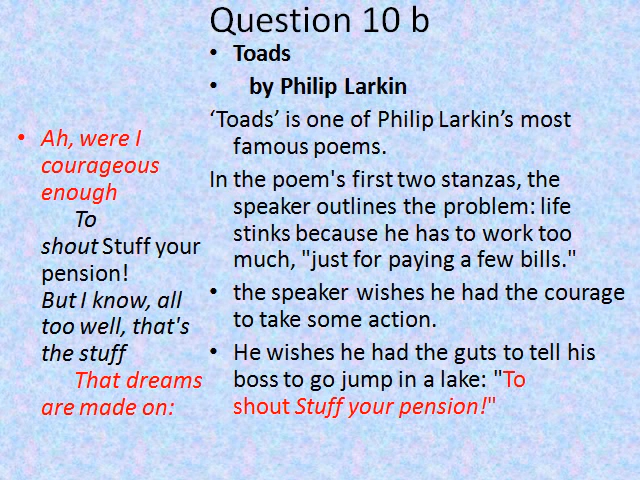 Question 10 b
• Ah, were I
courageous
enough
To
shout Stuff your
pension!
But I know, all
too well, that's
the stuff
That dreams
are made on:
• Toads
• by Philip Larkin
‘Toads’ is one of Philip Larkin’s most
famous poems.
In the poem's first two stanzas, the
speaker outlines the problem: life
stinks because he has to work too
much, "just for paying a few bills."
• the speaker wishes he had the courage
to take some action.
• He wishes he had the guts to tell his
boss to go jump in a lake: "To
shout Stuff your pension!"